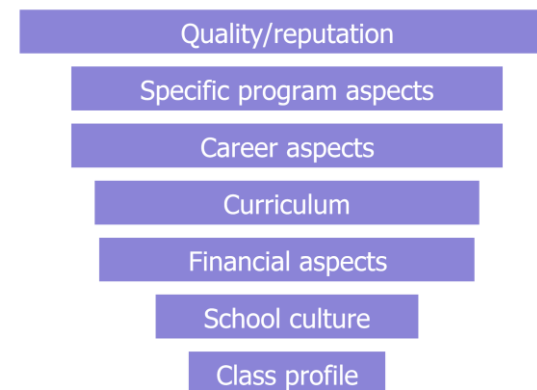 Quality/reputation
Specific program aspects
Career aspects
Curriculum
Financial aspects
School culture
Class profile